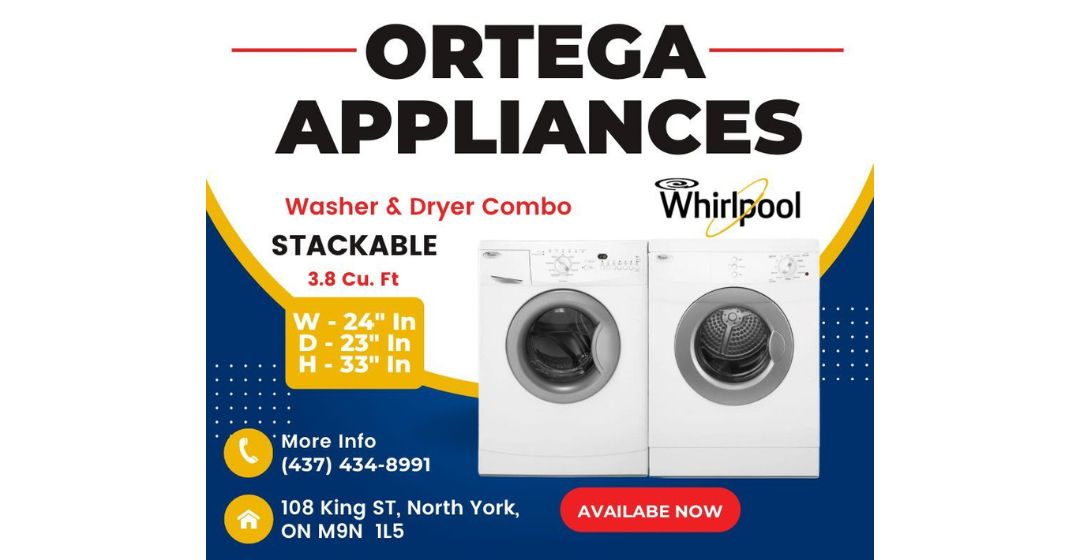 ORTEGA
APPLIANCES
Washer & Dryer Combo
Whirlpool
STACKABLE
3.8 Cu. Ft
W - 24" In
D - 23" In
H - 33" In
More Info
(437) 434-8991
108 King ST, North York,
ON M9N 1L5
AVAILABE NOW